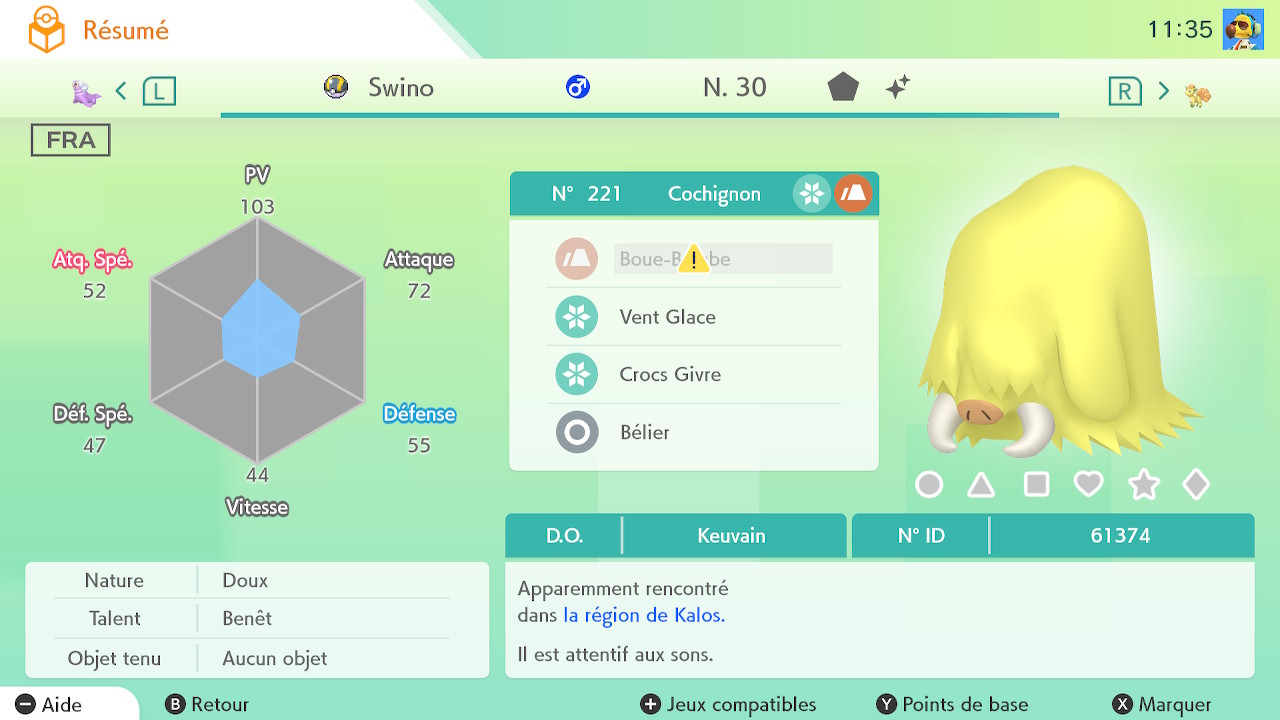 Résumé
11:35
L
Swino
N. 30
R
FRA
PV
103
Atq. Spé.
52
Attaque
72
Déf. Spé.
47
Défense
55
44
Vitesse
N° 221 Cochignon
Boue-B be
Vent Glace
Crocs Givre
Bélier
D.O. Keuvain N° ID 61374
Nature Doux
Talent Benêt
Objet tenu Aucun objet
Apparemment rencontré
dans la région de Kalos.
Il est attentif aux sons.
Aide
B Retour
Jeux compatibles
Y Points de base
X Marquer